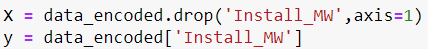 X = data_encoded.drop('Install_MW',axis=1)
y = data_encoded['Install_MW']